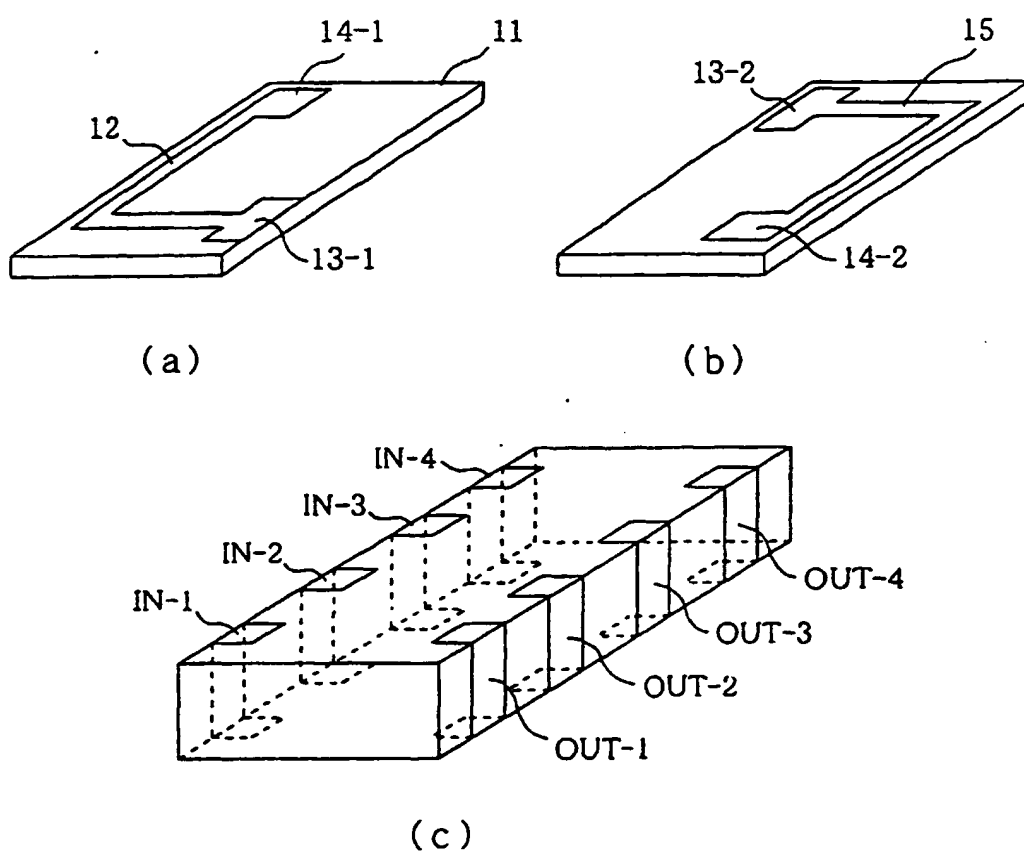 14-1
11
12
13-1
(a)
15
13-2
14-2
(b)
IN-4
IN-3
IN-2
IN-1
OUT-4
OUT-3
OUT-2
OUT-1
(c)